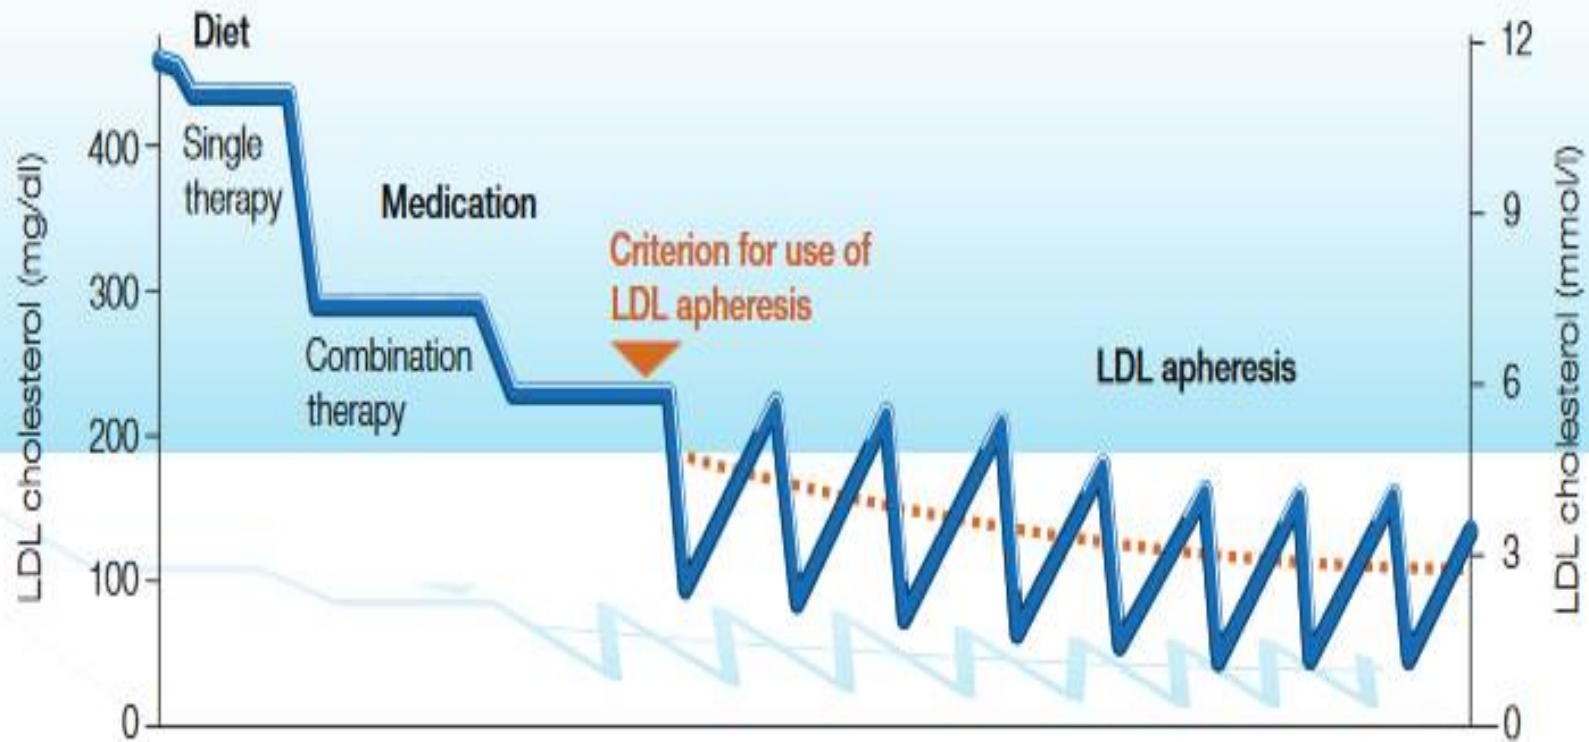 Diet
Single
therapy
Medication
Combination
therapy
Criterion for use of
LDL apheresis
LDL apheresis
LDL cholesterol (mg/dl)
400
300
200
100
0
LDL cholesterol (mmol/l)
12
9
6
3
0